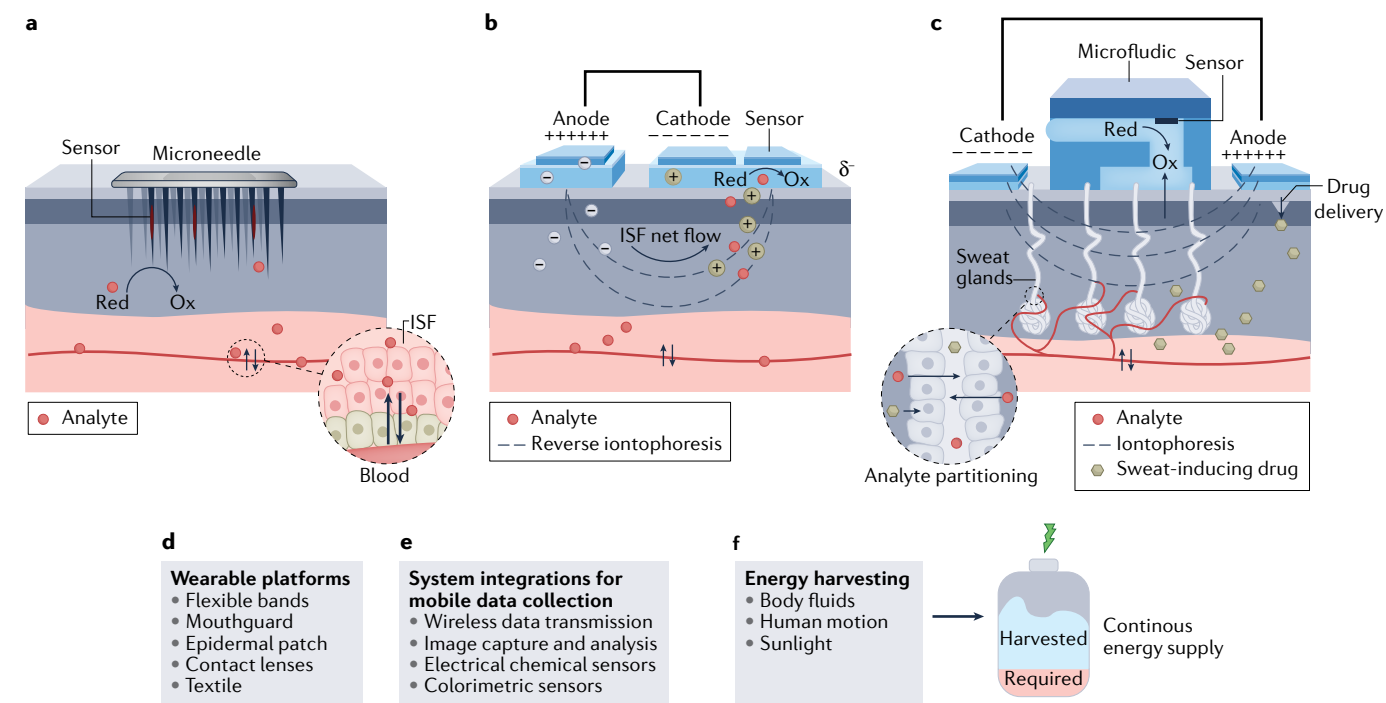 a
Sensor
Microneedle
Red
Ox
ISF
Blood
Analyte
b
Anode
++++++
Cathode
– – – – – – –
Sensor
δ–
Red
Ox
–
–
–
–
–
–
+
+
+
+
+
ISF net flow
Analyte
Reverse iontophoresis
c
Microfludic
Sensor
Cathode
– – – – – –
Red
Ox
Anode
++++++
Drug
delivery
Sweat
glands
Analyte partitioning
Analyte
Iontophoresis
Sweat-inducing drug
d
Wearable platforms
• Flexible bands
• Mouthguard
• Epidermal patch
• Contact lenses
• Textile
e
System integrations for
mobile data collection
• Wireless data transmission
• Image capture and analysis
• Electrical chemical sensors
• Colorimetric sensors
f
Energy harvesting
• Body fluids
• Human motion
• Sunlight
Harvested
Required
Continous
energy supply